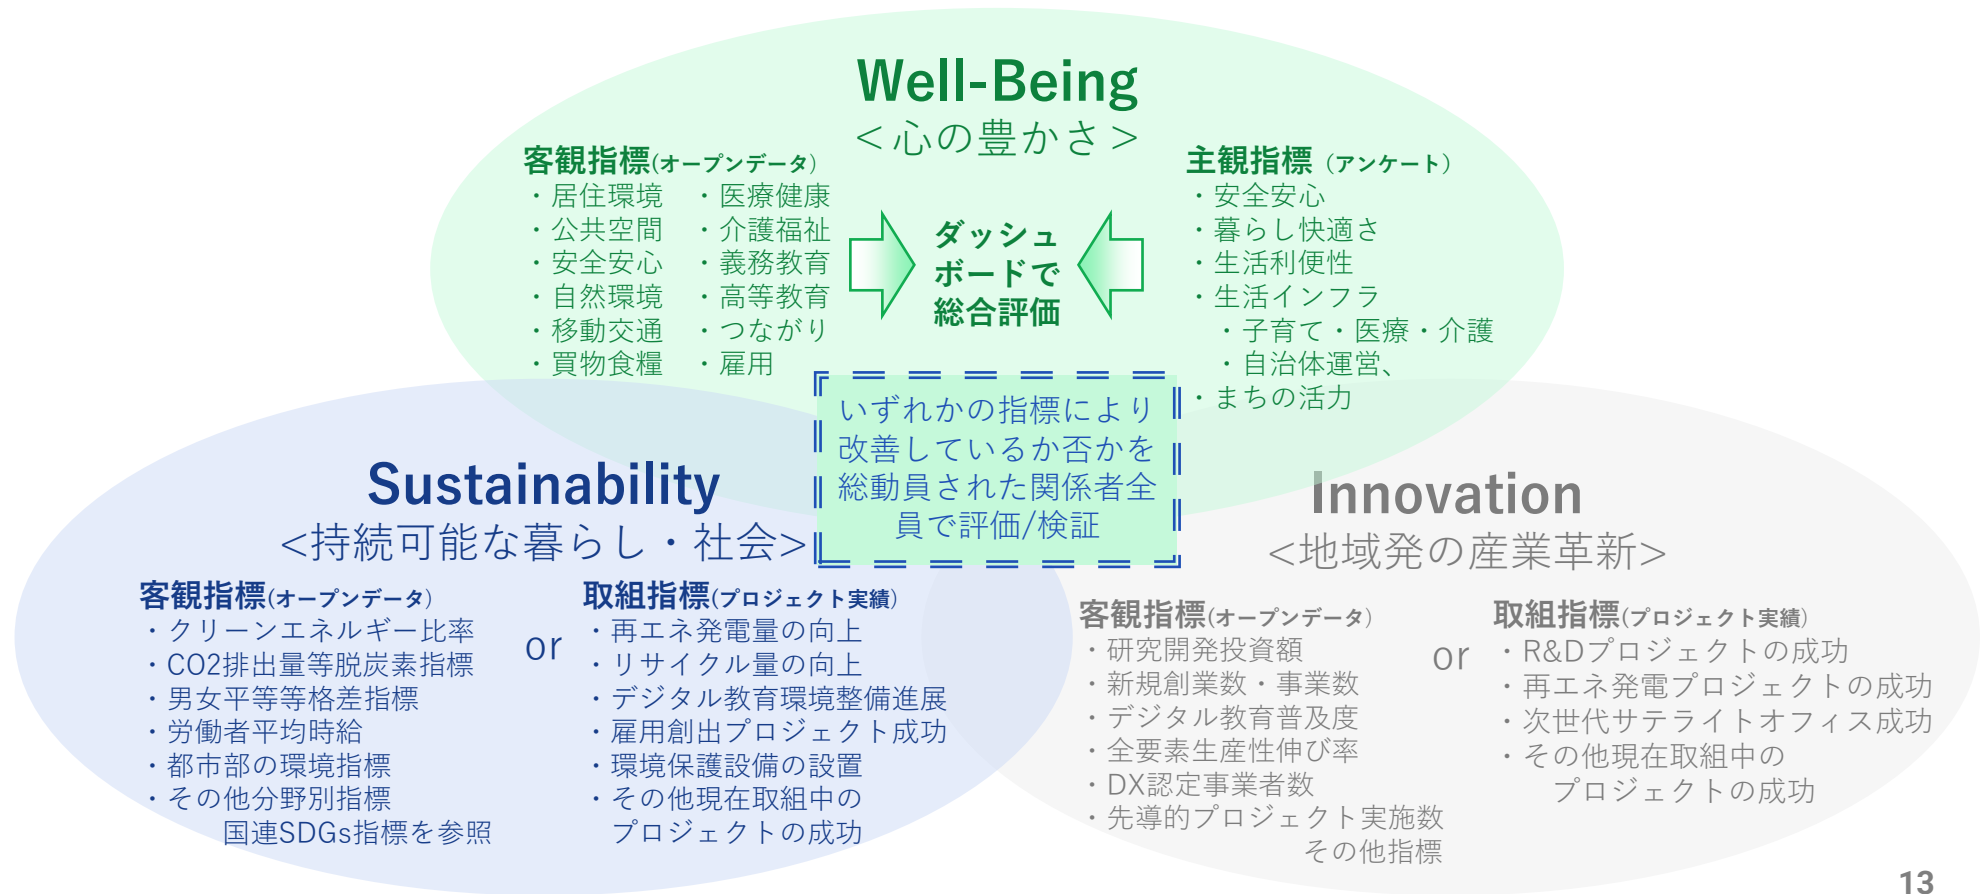 Well-Being
＜心の豊かさ＞
客観指標(オープンデータ)
・居住環境
・公共空間
・安全安心
・自然環境
・移動交通
・買物食糧
・医療健康
・介護福祉
・義務教育
・高等教育
・つながり
・雇用
ダッシュ
ボードで
総合評価
主観指標（アンケート）
・安全安心
・暮らし快適さ
・生活利便性
・生活インフラ
・子育て・医療・介護
・自治体運営、
・まちの活力
いずれかの指標により
改善しているか否かを
総動員された関係者全
員で評価/検証
Sustainability
<持続可能な暮らし・社会>
客観指標(オープンデータ)
・クリーンエネルギー比率
・CO2排出量等脱炭素指標
・男女平等等格差指標
・労働者平均時給
・都市部の環境指標
・その他分野別指標
国連SDGs指標を参照
or
取組指標(プロジェクト実績)
・再エネ発電量の向上
・リサイクル量の向上
・デジタル教育環境整備進展
・雇用創出プロジェクト成功
・環境保護設備の設置
・その他現在取組中の
プロジェクトの成功
Innovation
<地域発の産業革新>
客観指標(オープンデータ)
・研究開発投資額
・新規創業数・事業数
・デジタル教育普及度
・全要素生産性伸び率
・DX認定事業者数
・先導的プロジェクト実施数
その他指標
or
取組指標(プロジェクト実績)
・R&Dプロジェクトの成功
・再エネ発電プロジェクトの成功
・次世代サテライトオフィス成功
・その他現在取組中の
プロジェクトの成功
13